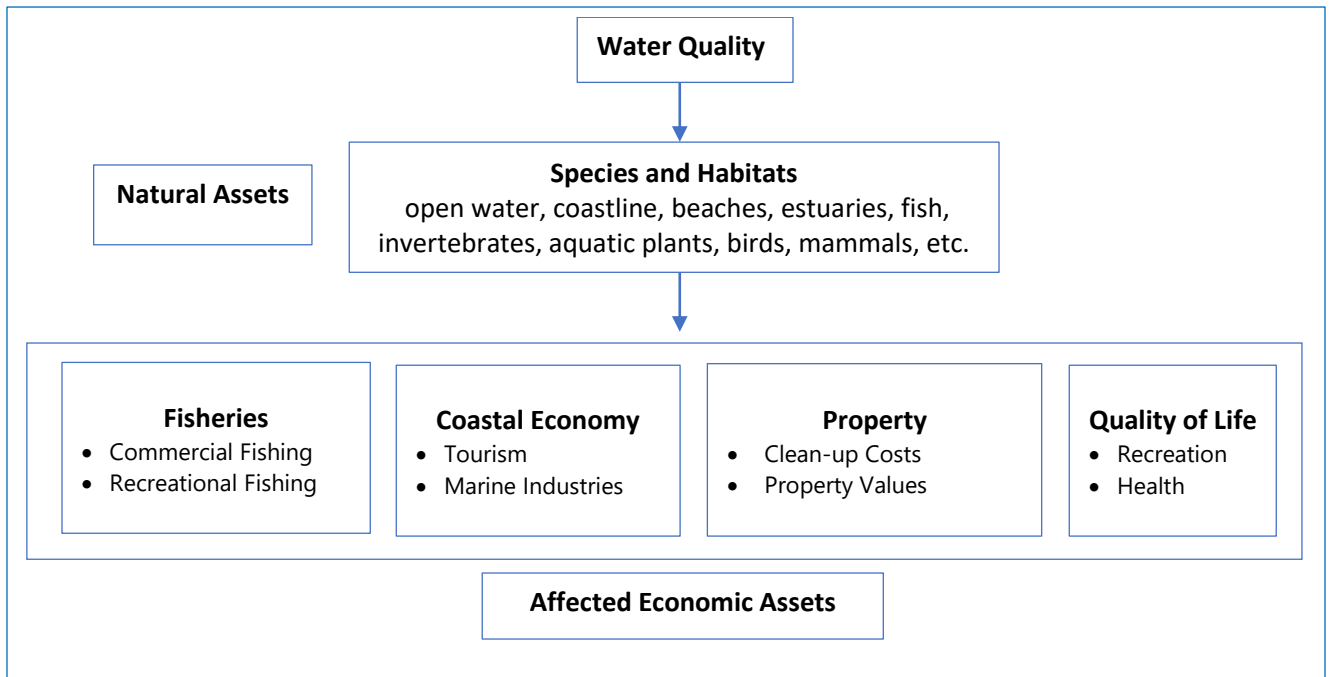 Water Quality
Natural Assets
Species and Habitats
open water, coastline, beaches, estuaries, fish,
invertebrates, aquatic plants, birds, mammals, etc.
Fisheries
• Commercial Fishing
• Recreational Fishing
Coastal Economy
• Tourism
• Marine Industries
Property
• Clean-up Costs
• Property Values
Quality of Life
• Recreation
• Health
Affected Economic Assets